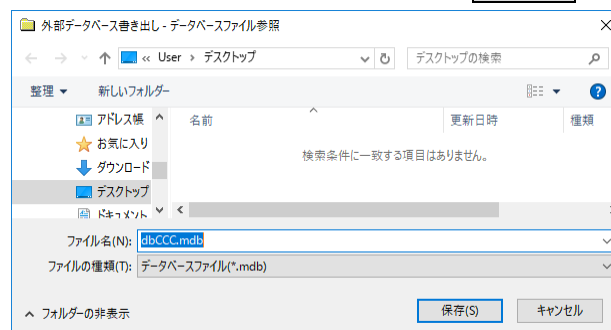 外部データベース書き出し - データベースファイル参照
« User > デスクトップ
デスクトップの検索
整理 ▼ 新しいフォルダー
アドレス帳
お気に入り
ダウンロード
デスクトップ
ドキュメント
名前 更新日時 種類
検索条件に一致する項目はありません。
ファイル名(N): dbCCC.mdb
ファイルの種類(T): データベースファイル(*.mdb)
フォルダーの非表示
保存(S) キャンセル